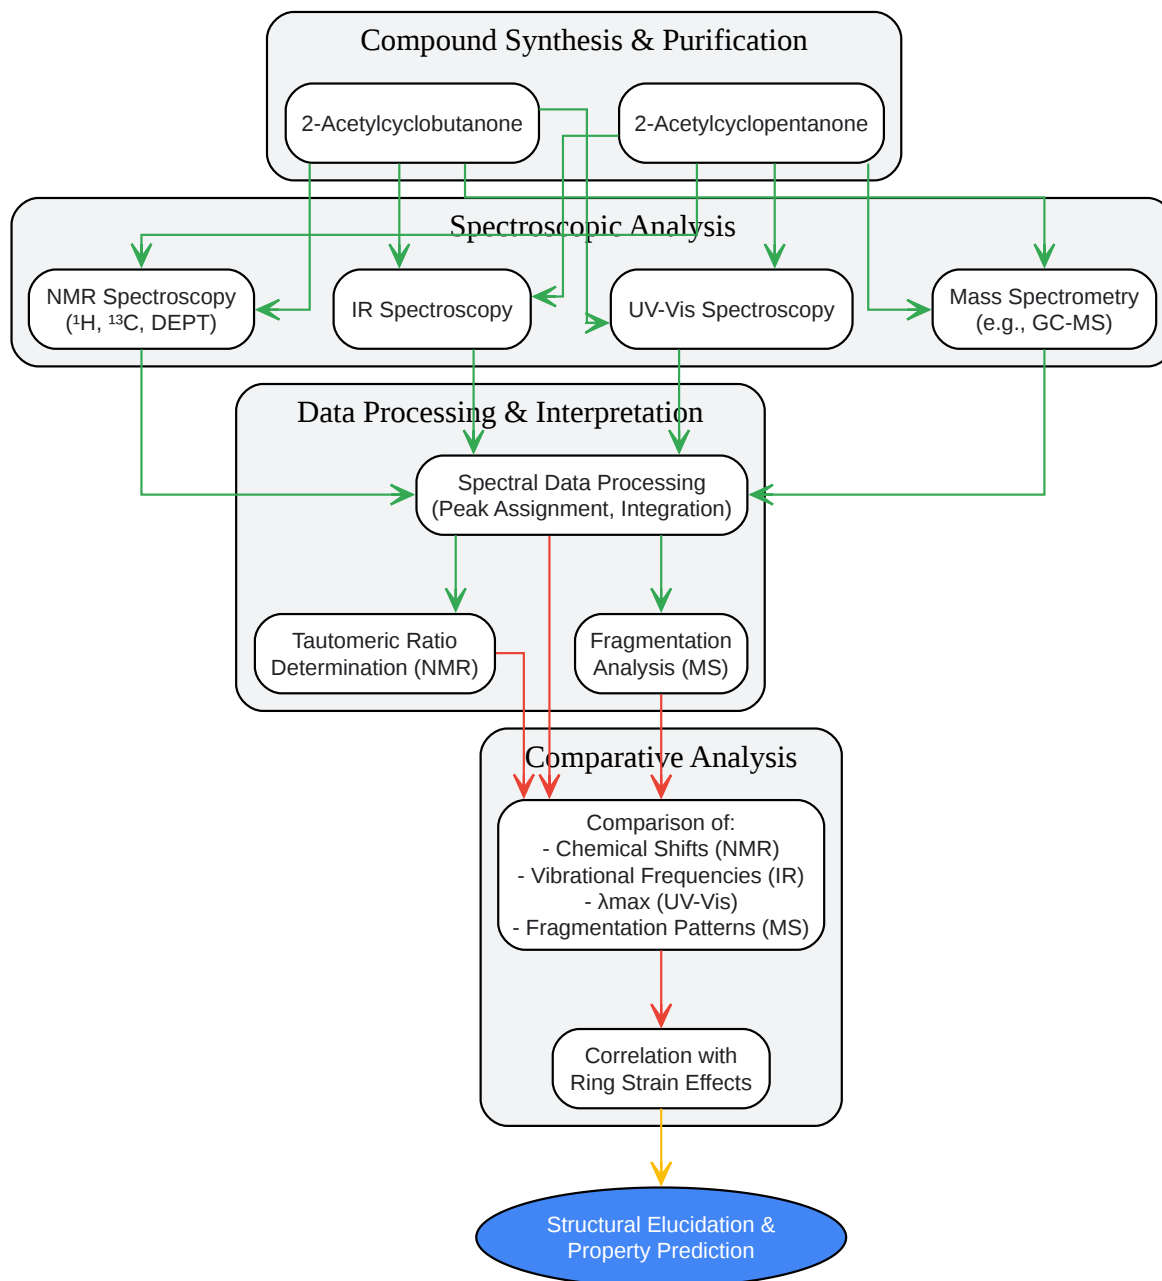 Compound Synthesis & Purification
2-Acetylcyclobutanone
2-Acetylcyclopentanone
Spectroscopic Analysis
NMR Spectroscopy
(¹H, ¹³C, DEPT)
IR Spectroscopy
UV-Vis Spectroscopy
Mass Spectrometry
(e.g., GC-MS)
Data Processing & Interpretation
Spectral Data Processing
(Peak Assignment, Integration)
Tautomeric Ratio
Determination (NMR)
Fragmentation
Analysis (MS)
Comparative Analysis
Comparison of:
- Chemical Shifts (NMR)
- Vibrational Frequencies (IR)
- λmax (UV-Vis)
- Fragmentation Patterns (MS)
Correlation with
Ring Strain Effects
Structural Elucidation &
Property Prediction